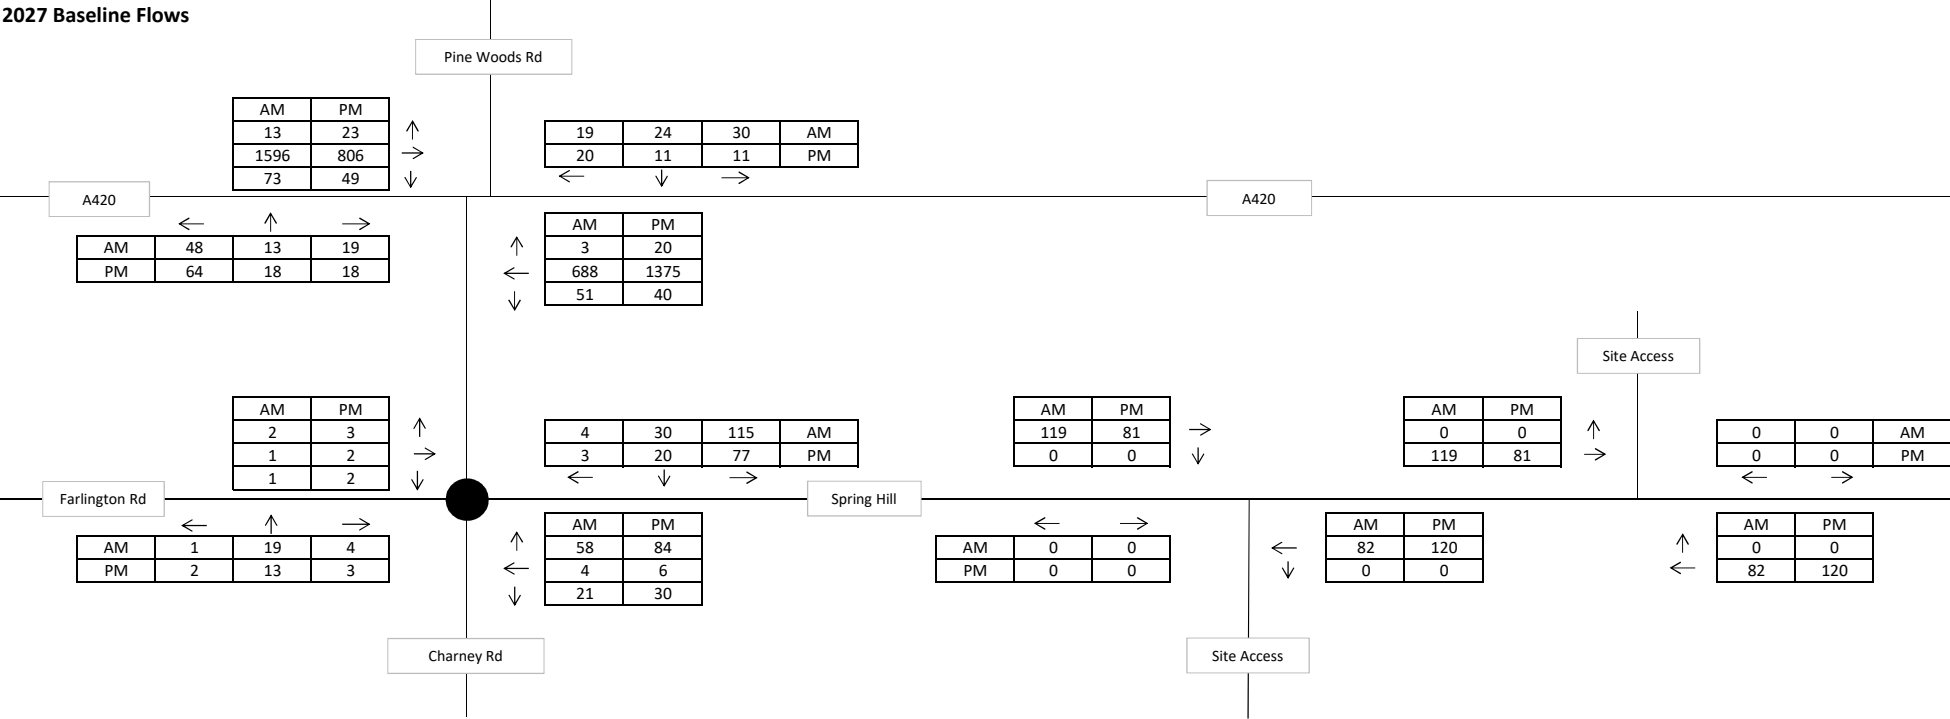 2027 Baseline Flows
Pine Woods Rd
AM PM
13 23
1596 806
73 49
19 24 30 AM
20 11 11 PM
A420
A420
AM 48 13 19
PM 64 18 18
AM PM
3 20
688 1375
51 40
Site Access
AM PM
2 3
1 2
1 2
4 30 115 AM
3 20 77 PM
AM PM
119 81
0 0
AM PM
0 0
119 81
0 0 AM
0 0 PM
Farlington Rd
Spring Hill
AM 1 19 4
PM 2 13 3
AM PM
58 84
4 6
21 30
AM 0 0
PM 0 0
AM PM
82 120
0 0
AM PM
0 0
82 120
Charney Rd
Site Access